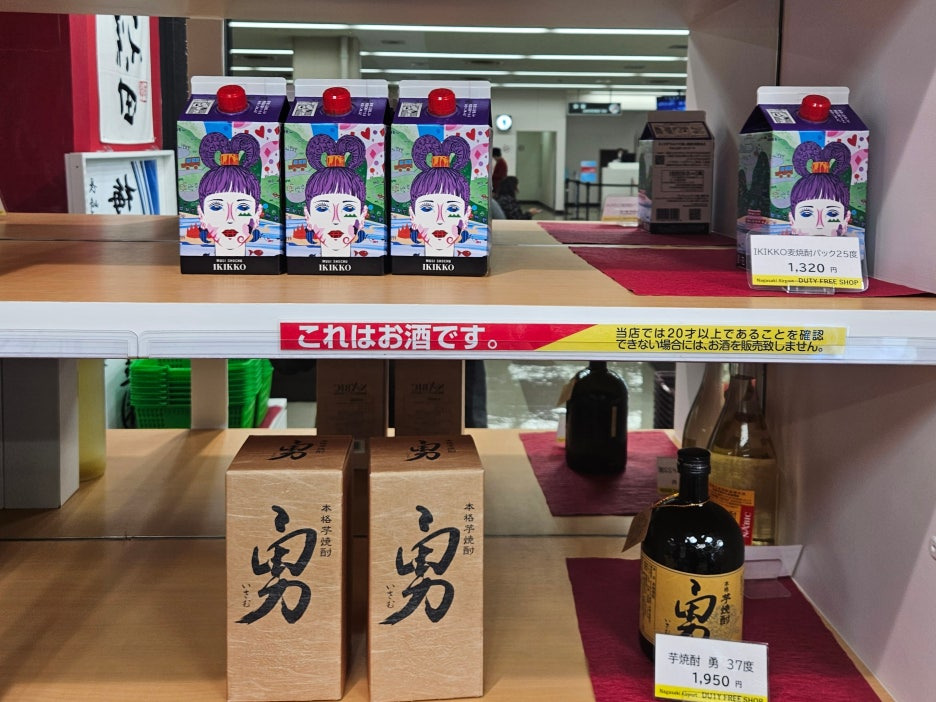 MUGI SHOCHU
IKIKKO
MUGI SHOCHU
IKIKKO
MUGI SHOCHU
IKIKKO
IKIKKO麦焼酎パック25度
1,320 円
Nagasaki Airport DUTY FREE SHOP
これはお酒です。
当店では20才以上であることを確認
できない場合には、お酒を販売致しません。
勇
勇
本格芋焼酎
勇
いさむ
本格芋焼酎
勇
いさむ
本格芋焼酎
勇
芋焼酎 勇 37度
1,950 円
Nagasaki Airport DUTY FREE SHOP